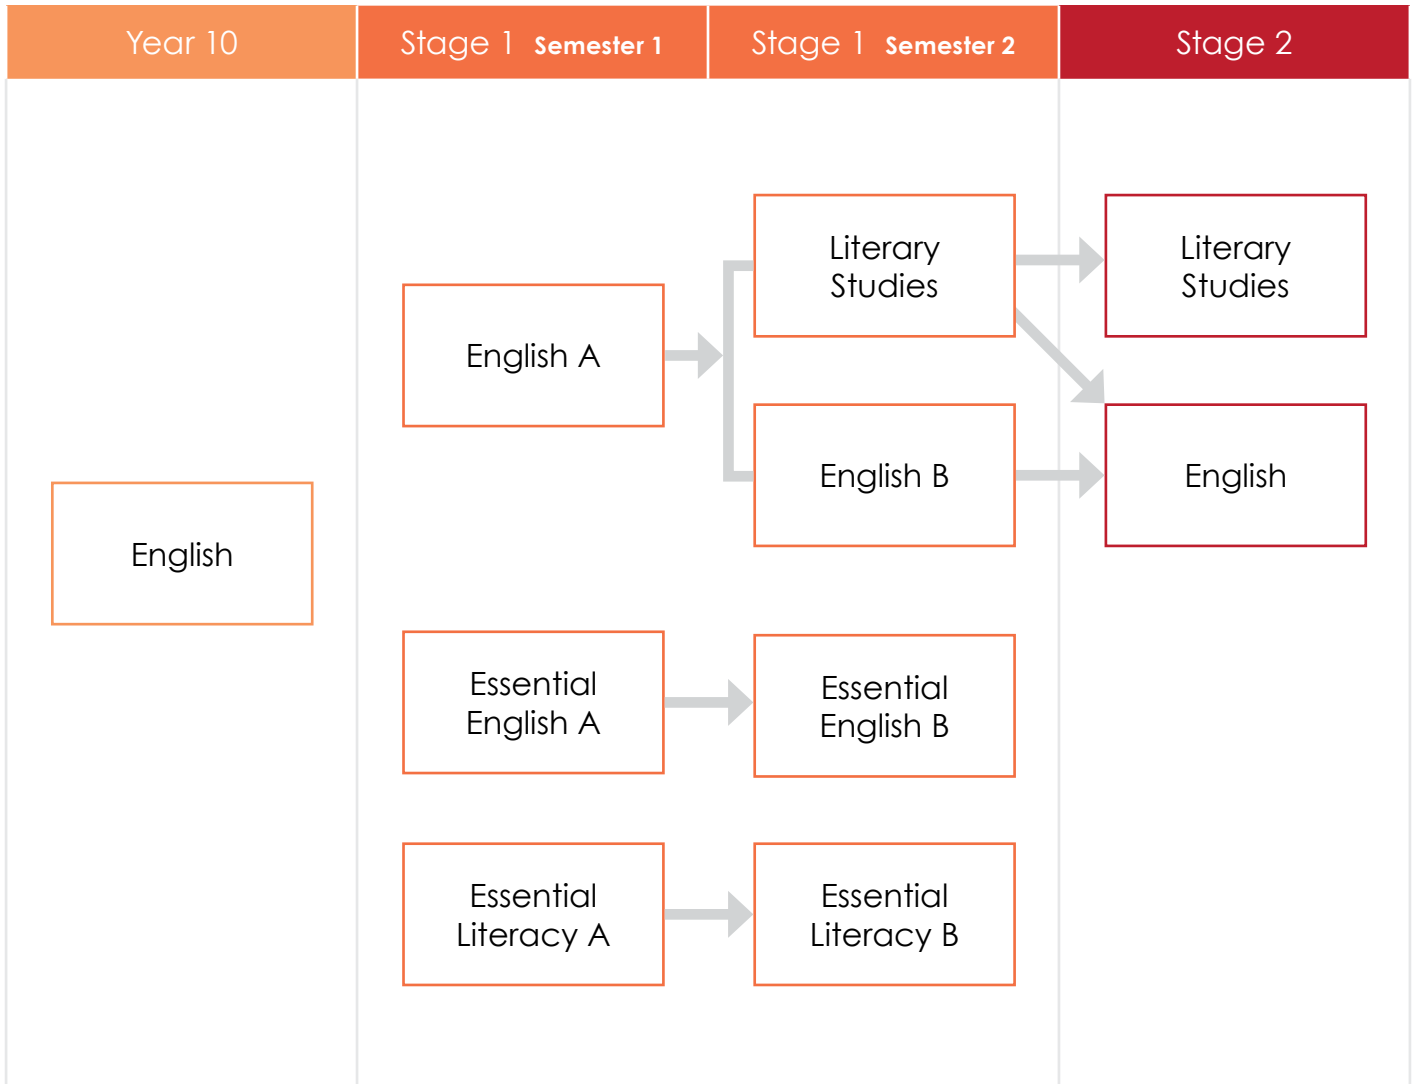 Year 10
Stage 1 Semester 1
Stage 1 Semester 2
Stage 2
English
English A
Literary
Studies
English B
Literary
Studies
English
Essential
English A
Essential
English B
Essential
Literacy A
Essential
Literacy B